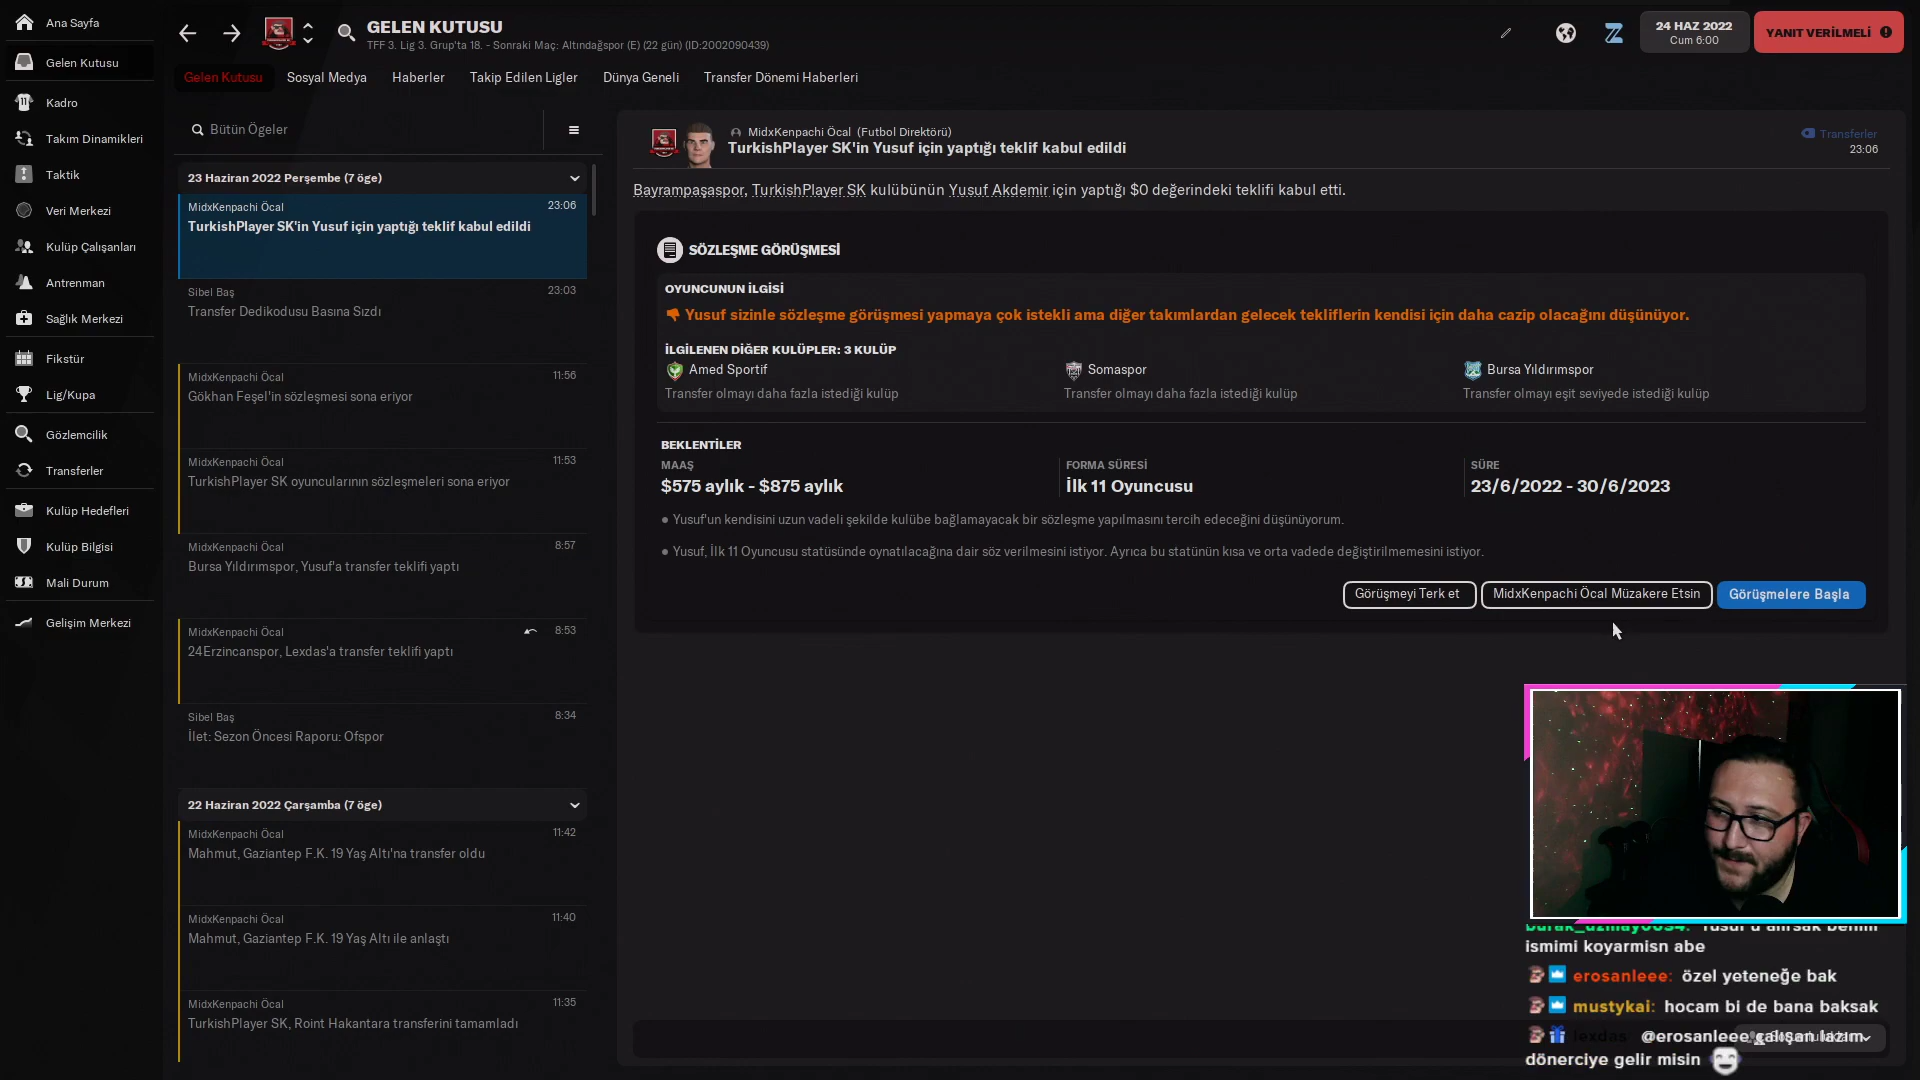 Ana Sayfa
Gelen Kutusu
Kadro
Takım Dinamikleri
Taktik
Veri Merkezi
Kulüp Çalışanları
Antrenman
Sağlık Merkezi
Fikstür
Lig/Kupa
Gözlemcilik
Transferler
Kulüp Hedefleri
Kulüp Bilgisi
Mali Durum
Gelişim Merkezi
GELEN KUTUSU
TFF 3. Lig 3. Grup'ta 18. - Sonraki Maç: Altındağspor (E) (22 gün) (ID:2002090439)
24 HAZ 2022
Cum 6:00
YANIT VERİLMELİ
Gelen Kutusu
Sosyal Medya
Haberler
Takip Edilen Ligler
Dünya Geneli
Transfer Dönemi Haberleri
Bütün Ögeler
23 Haziran 2022 Perşembe (7 öge)
MidxKenpachi Öcal 23:06
TurkishPlayer SK'in Yusuf için yaptığı teklif kabul edildi
Sibel Baş 23:03
Transfer Dedikodusu Basına Sızdı
MidxKenpachi Öcal 11:56
Gökhan Feşel'in sözleşmesi sona eriyor
MidxKenpachi Öcal 11:53
TurkishPlayer SK oyuncularının sözleşmeleri sona eriyor
MidxKenpachi Öcal 8:57
Bursa Yıldırımspor, Yusuf'a transfer teklifi yaptı
MidxKenpachi Öcal 8:53
24Erzincanspor, Lexdas'a transfer teklifi yaptı
Sibel Baş 8:34
İlet: Sezon Öncesi Raporu: Ofspor
22 Haziran 2022 Çarşamba (7 öge)
MidxKenpachi Öcal 11:42
Mahmut, Gaziantep F.K. 19 Yaş Altı'na transfer oldu
MidxKenpachi Öcal 11:40
Mahmut, Gaziantep F.K. 19 Yaş Altı ile anlaştı
MidxKenpachi Öcal 11:35
TurkishPlayer SK, Roint Hakantara transferini tamamladı
MidxKenpachi Öcal (Futbol Direktörü)
TurkishPlayer SK'in Yusuf için yaptığı teklif kabul edildi
Transferler
23:06
Bayrampaşaspor, TurkishPlayer SK kulübünün Yusuf Akdemir için yaptığı $0 değerindeki teklifi kabul etti.
SÖZLEŞME GÖRÜŞMESİ
OYUNCUNUN İLGİSİ
Yusuf sizinle sözleşme görüşmesi yapmaya çok istekli ama diğer takımlardan gelecek tekliflerin kendisi için daha cazip olacağını düşünüyor.
İLGİLENEN DİĞER KULÜPLER: 3 KULÜP
Amed Sportif
Transfer olmayı daha fazla istediği kulüp
Somaspor
Transfer olmayı daha fazla istediği kulüp
Bursa Yıldırımspor
Transfer olmayı eşit seviyede istediği kulüp
BEKLENTİLER
MAAŞ
$575 aylık - $875 aylık
FORMA SÜRESİ
İlk 11 Oyuncusu
SÜRE
23/6/2022 - 30/6/2023
● Yusuf'un kendisini uzun vadeli şekilde kulübe bağlamayacak bir sözleşme yapılmasını tercih edeceğini düşünüyorum.
● Yusuf, İlk 11 Oyuncusu statüsünde oynatılacağına dair söz verilmesini istiyor. Ayrıca bu statünün kısa ve orta vadede değiştirilmemesini istiyor.
Görüşmeyi Terk et
MidxKenpachi Öcal Müzakere Etsin
Görüşmelere Başla
ismimi koyarmisn abe
erosanleee: özel yeteneğe bak
mustykai: hocam bi de bana baksak
lexdas @erosanleee çalışan lazım
dönerciye gelir misin